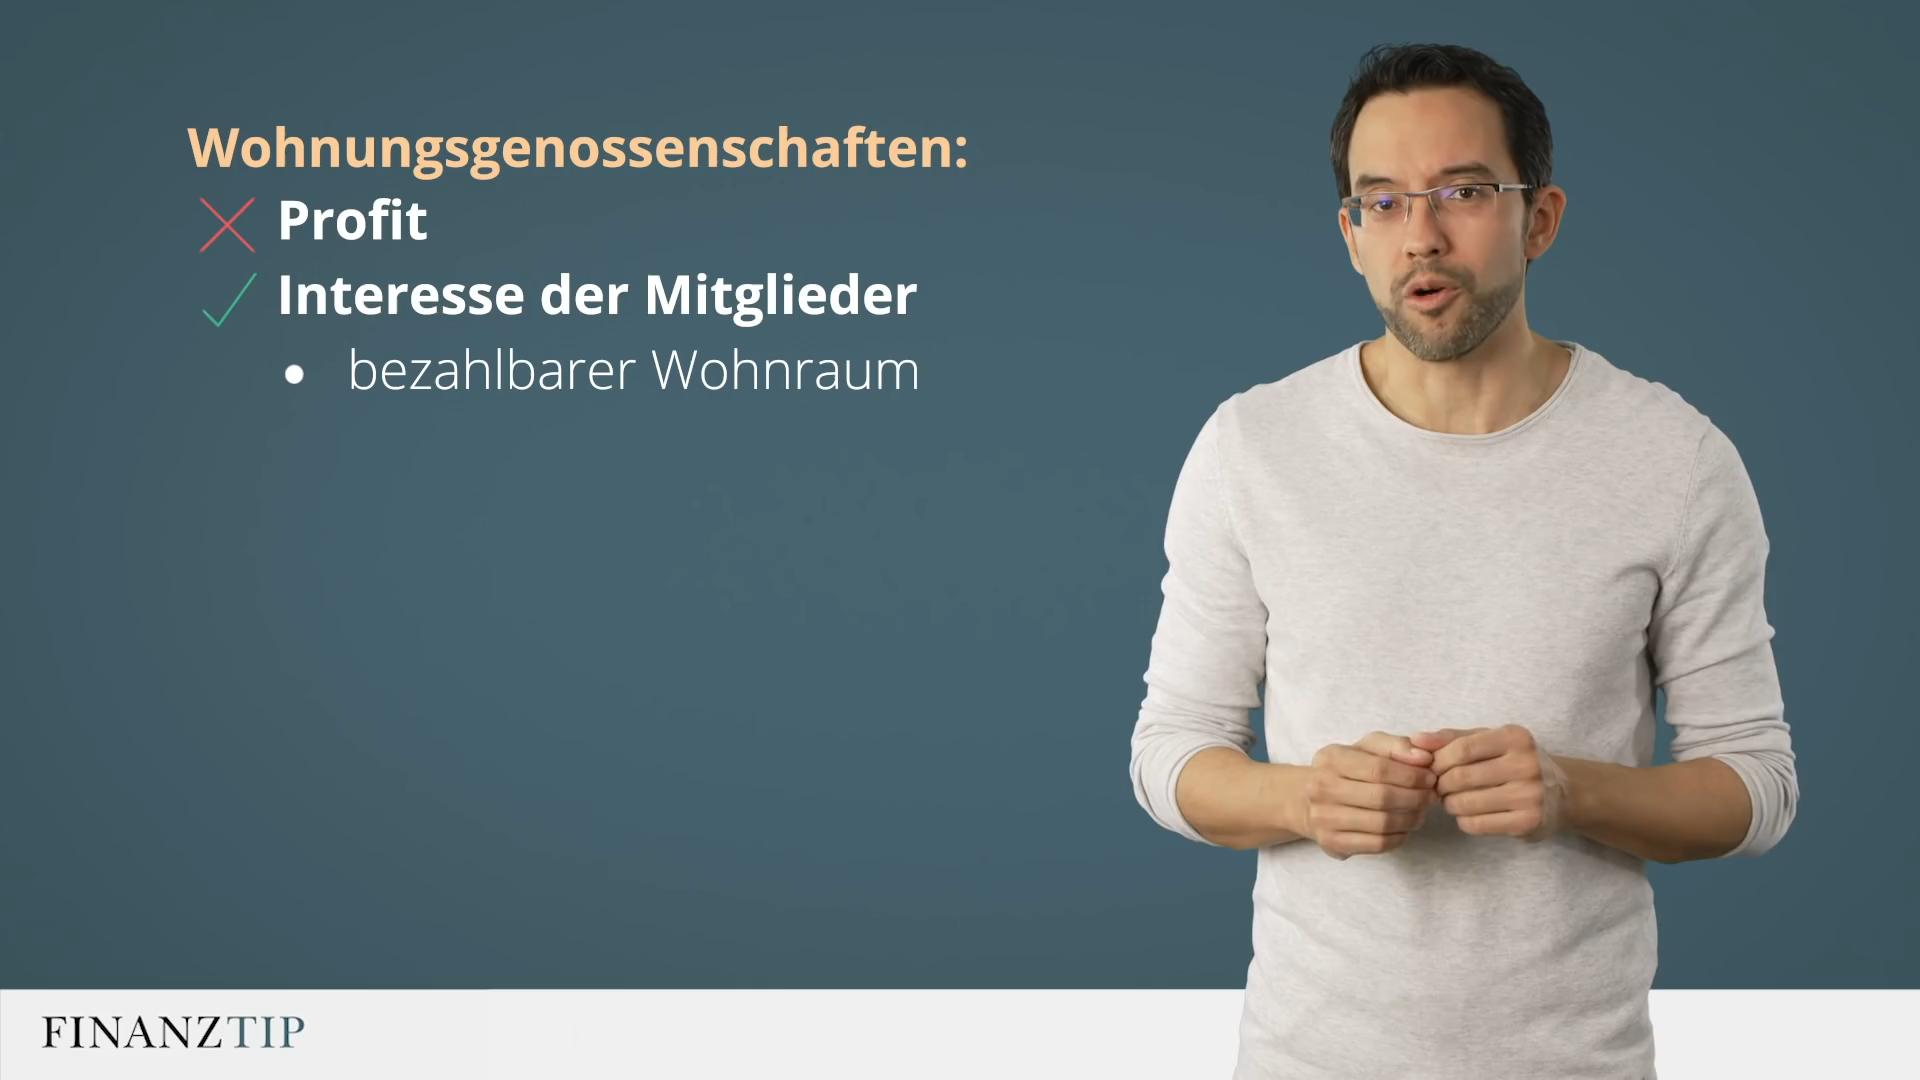 Wohnungsgenossenschaften:
Profit
Interesse der Mitglieder
bezahlbarer Wohnraum
FINANZTIP